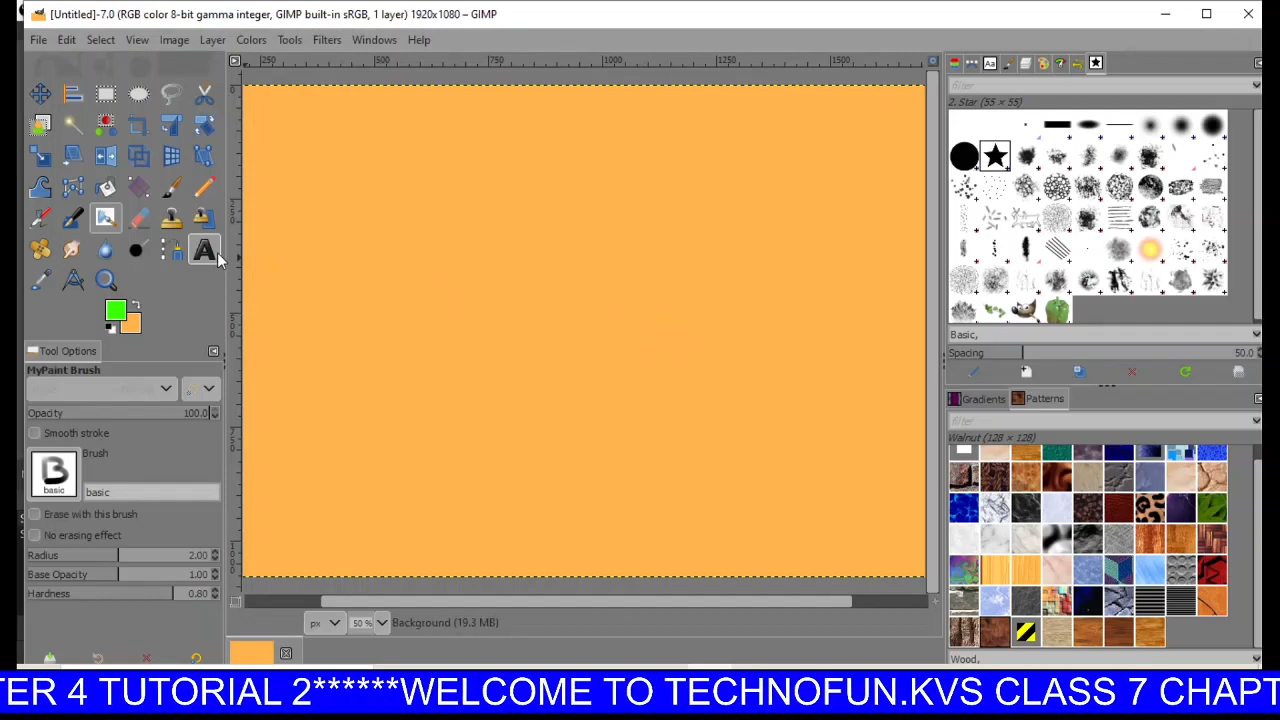 [Untitled]-7.0 (RGB color 8-bit gamma integer, GIMP built-in sRGB, 1 layer) 1920x1080 – GIMP
File Edit Select View Image Layer Colors Tools Filters Windows Help
250 500 750 1000 1250 1500
filter
2. Star (55 × 55)
Basic,
Spacing 50.0
Gradients Patterns
filter
Walnut (128 × 128)
Wood,
Tool Options
MyPaint Brush
Opacity 100.0
Smooth stroke
Brush
basic
basic
Erase with this brush
No erasing effect
Radius 2.00
Base Opacity 1.00
Hardness 0.80
px 50 % Background (19.3 MB)
TER 4 TUTORIAL 2******WELCOME TO TECHNOFUN.KVS CLASS 7 CHAPT